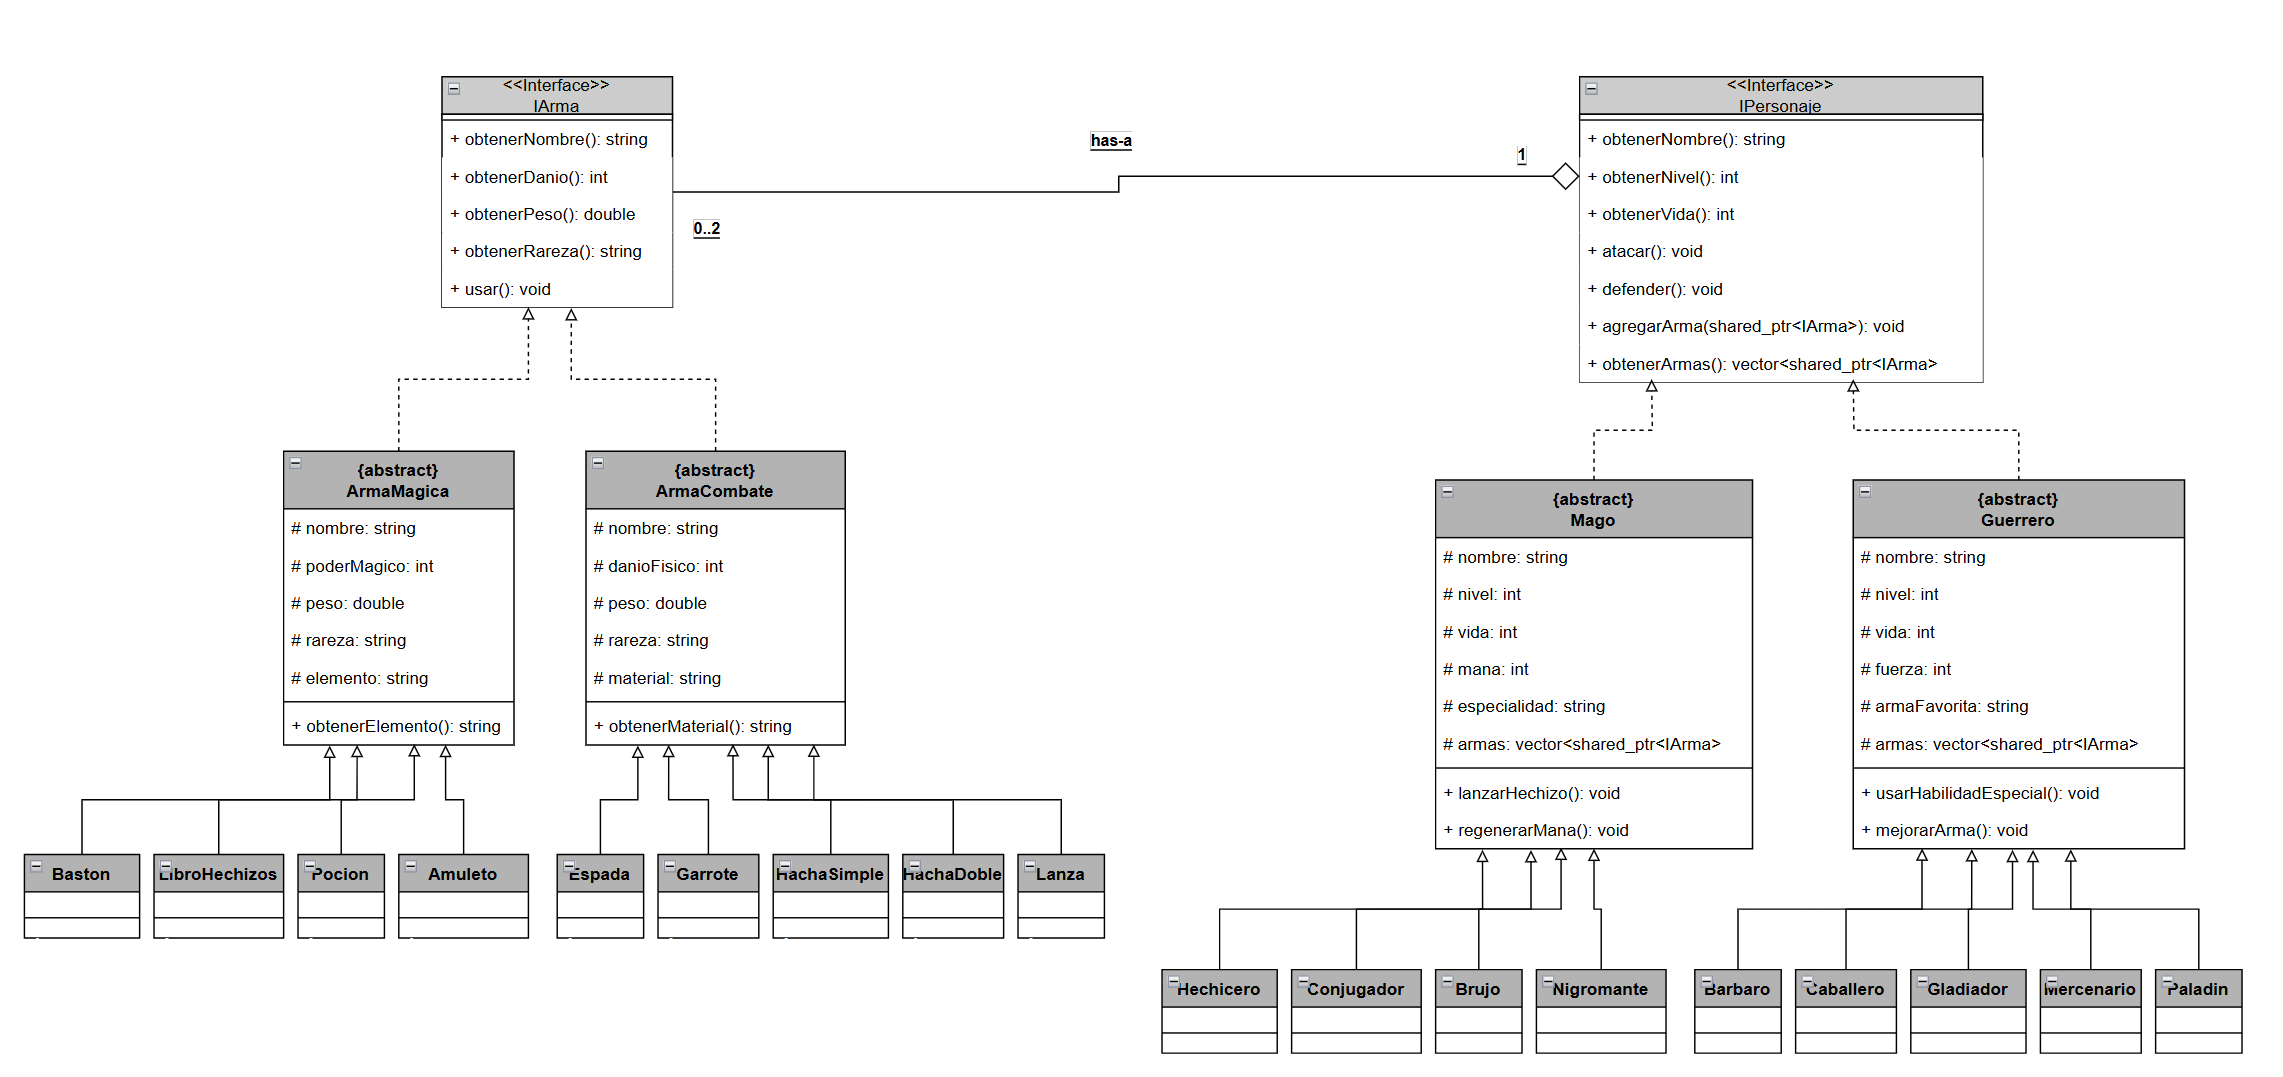 <<Interface>>
IArma
+ obtenerNombre(): string
+ obtenerDanio(): int
+ obtenerPeso(): double
+ obtenerRareza(): string
+ usar(): void
has-a
1
0..2
<<Interface>>
IPersonaje
+ obtenerNombre(): string
+ obtenerNivel(): int
+ obtenerVida(): int
+ atacar(): void
+ defender(): void
+ agregarArma(shared_ptr<IArma>): void
+ obtenerArmas(): vector<shared_ptr<IArma>
{abstract}
ArmaMagica
# nombre: string
# poderMagico: int
# peso: double
# rareza: string
# elemento: string
+ obtenerElemento(): string
{abstract}
ArmaCombate
# nombre: string
# danioFisico: int
# peso: double
# rareza: string
# material: string
+ obtenerMaterial(): string
{abstract}
Mago
# nombre: string
# nivel: int
# vida: int
# mana: int
# especialidad: string
# armas: vector<shared_ptr<IArma>
+ lanzarHechizo(): void
+ regenerarMana(): void
{abstract}
Guerrero
# nombre: string
# nivel: int
# vida: int
# fuerza: int
# armaFavorita: string
# armas: vector<shared_ptr<IArma>
+ usarHabilidadEspecial(): void
+ mejorarArma(): void
Baston
LibroHechizos
Pocion
Amuleto
Espada
Garrote
HachaSimple
HachaDoble
Lanza
Hechicero
Conjugador
Brujo
Nigromante
Barbaro
Caballero
Gladiador
Mercenario
Paladin